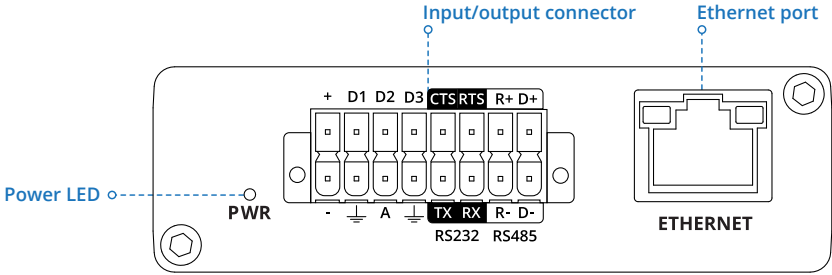 Input/output connector Ethernet port
+ D1 D2 D3 CTS RTS R+ D+
Power LED
PWR
- A TX RX R- D-
RS232 RS485
ETHERNET